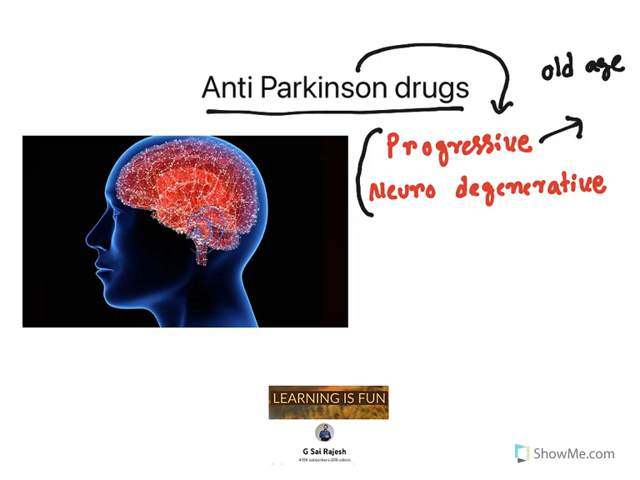 old age
Anti Parkinson drugs
Progressive
Neuro degenerative
LEARNING IS FUN
G Sai Rajesh
ShowMe.com